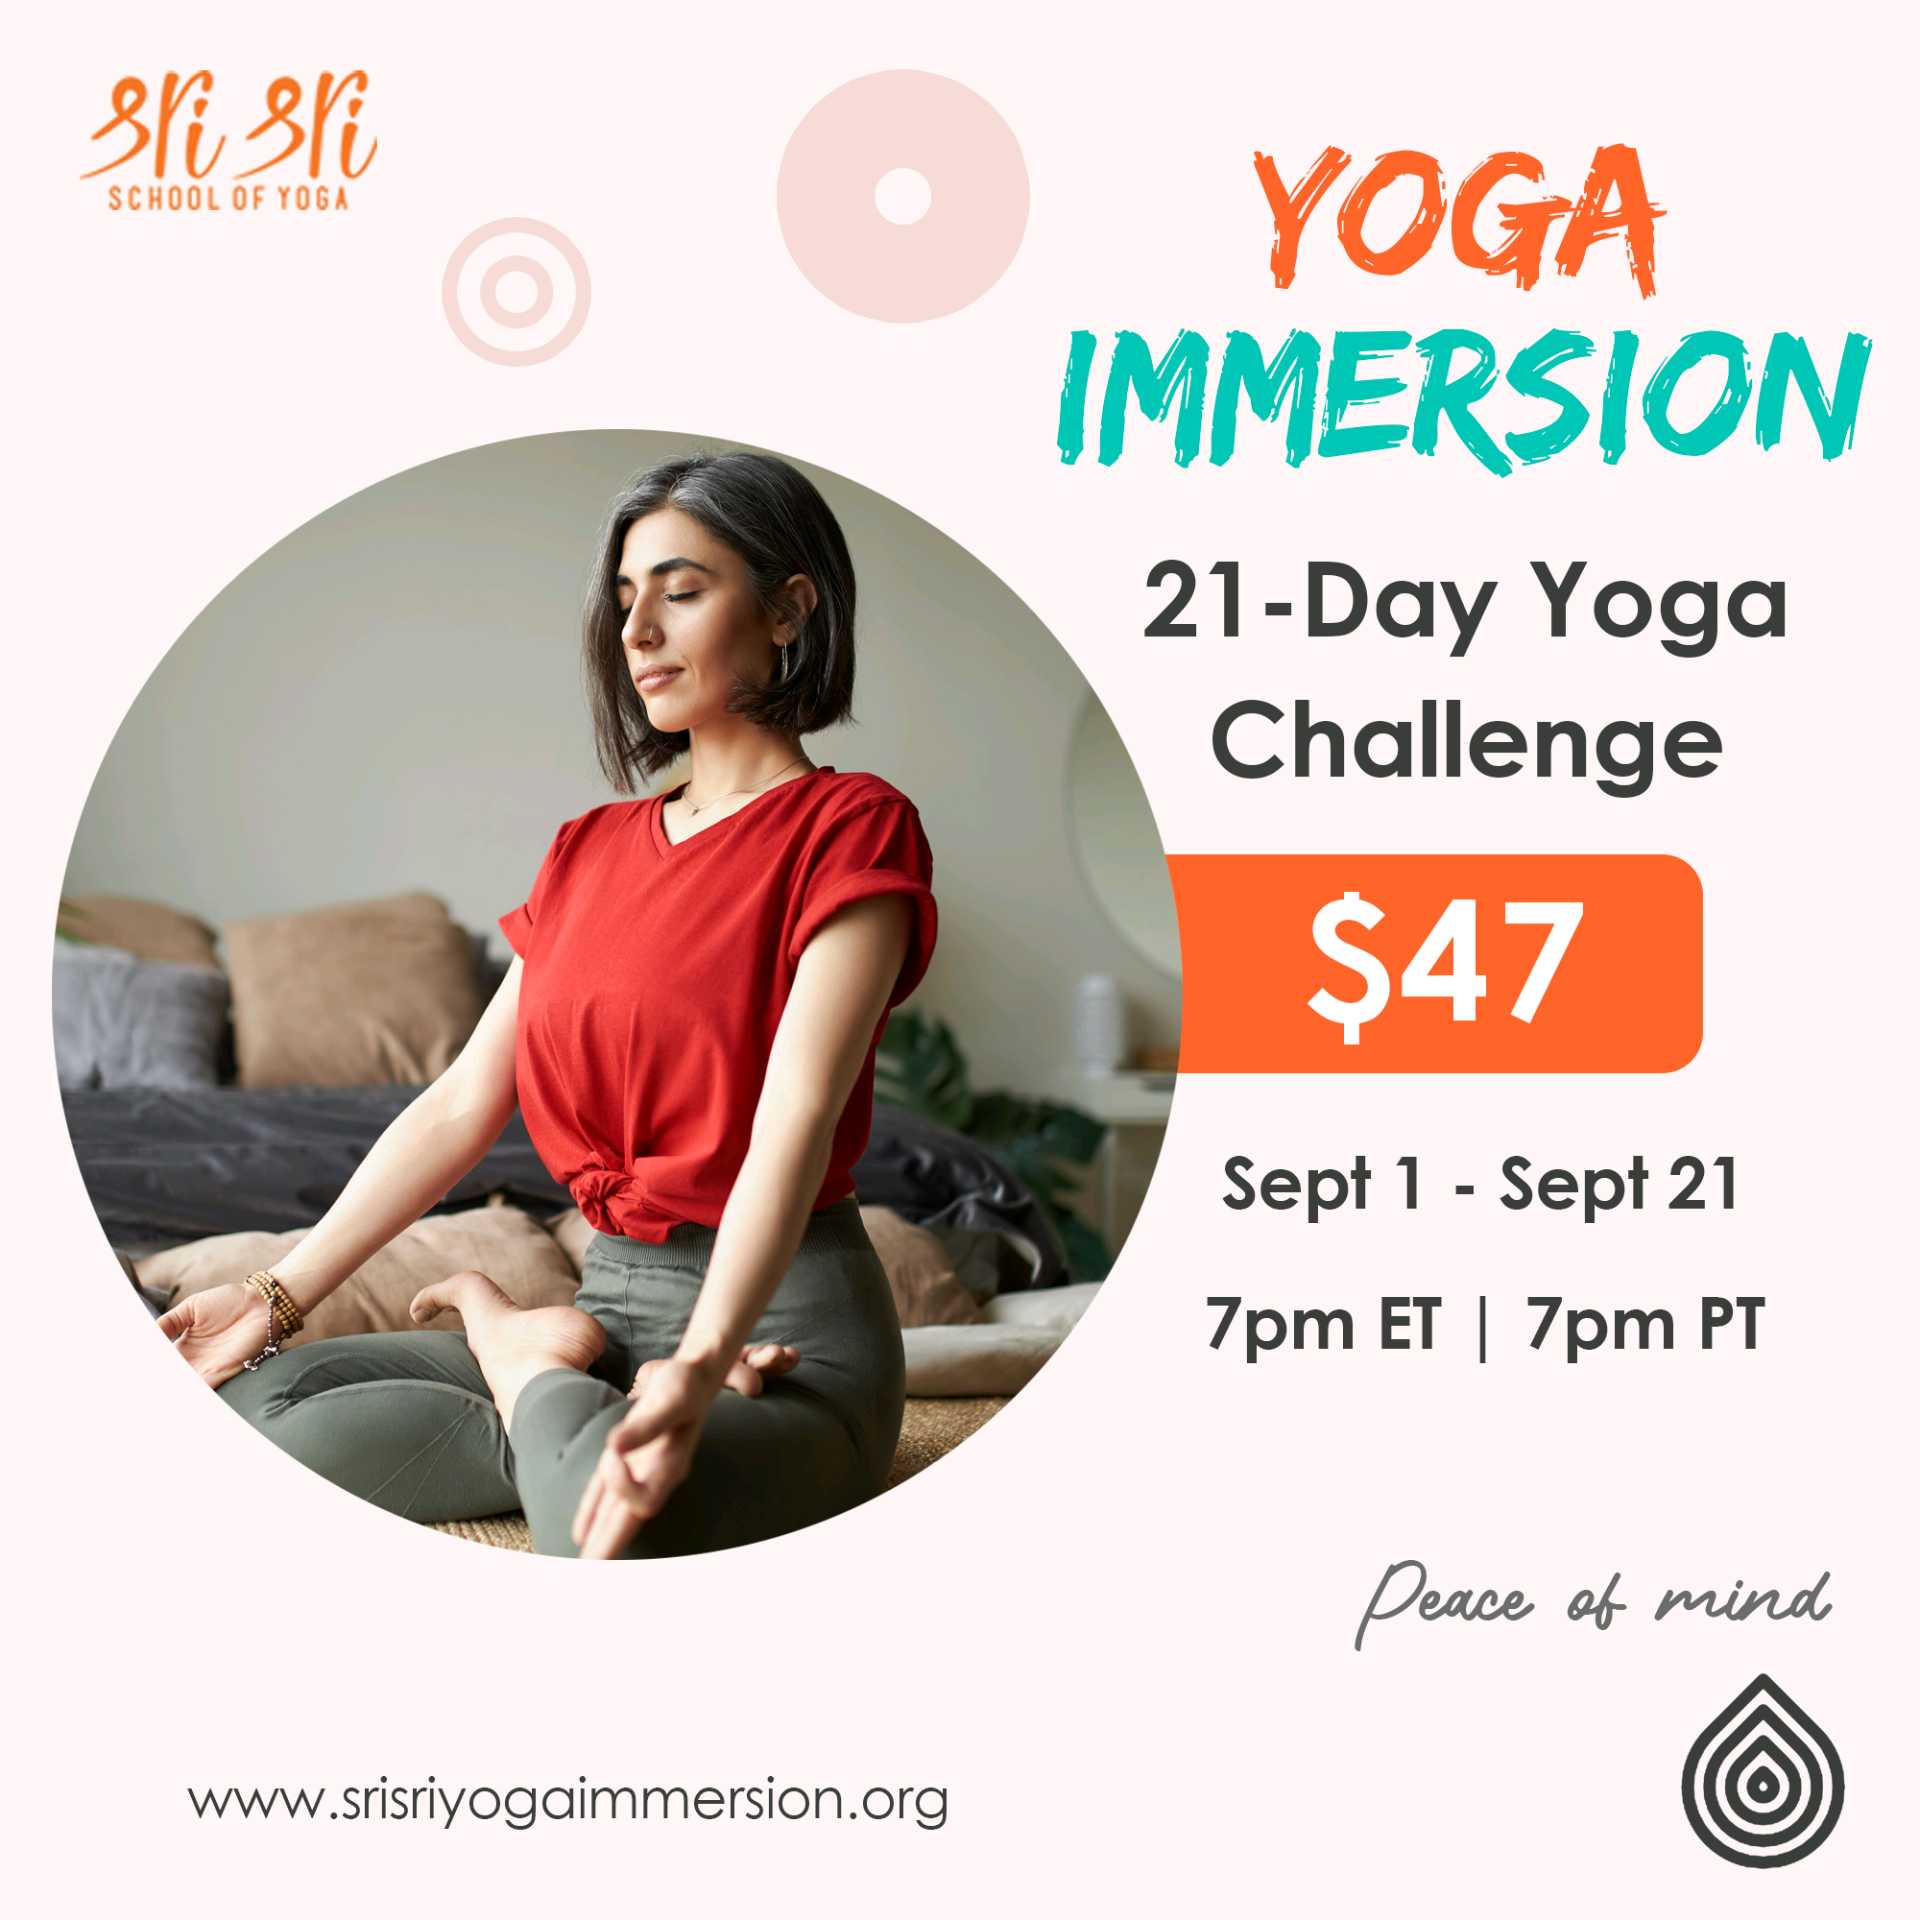 sri sri
SCHOOL OF YOGA
YOGA
IMMERSION
21-Day Yoga
Challenge
$47
Sept 1 - Sept 21
7pm ET | 7pm PT
Peace of mind
www.srisriyogaimmersion.org